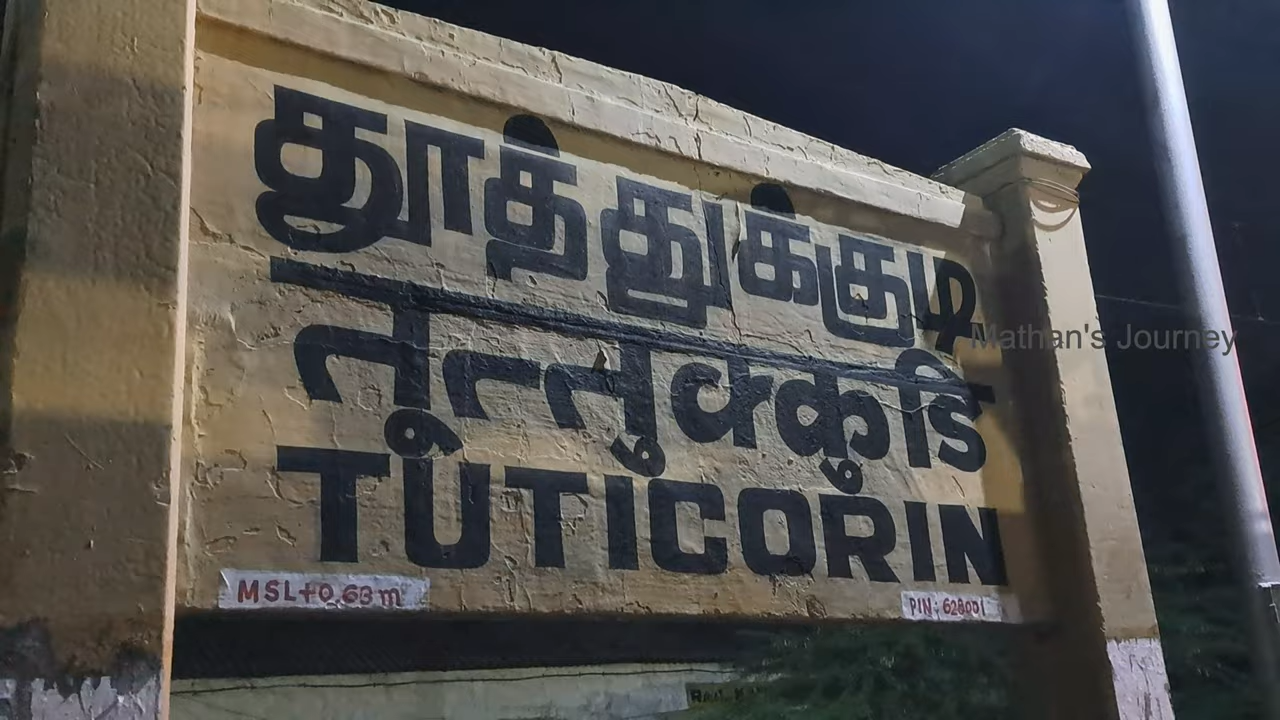 தூத்துக்குடி
तूत्तुक्कुडि
TUTICORIN
MSL+0.63m
PIN: 628001
Mathan's Journey